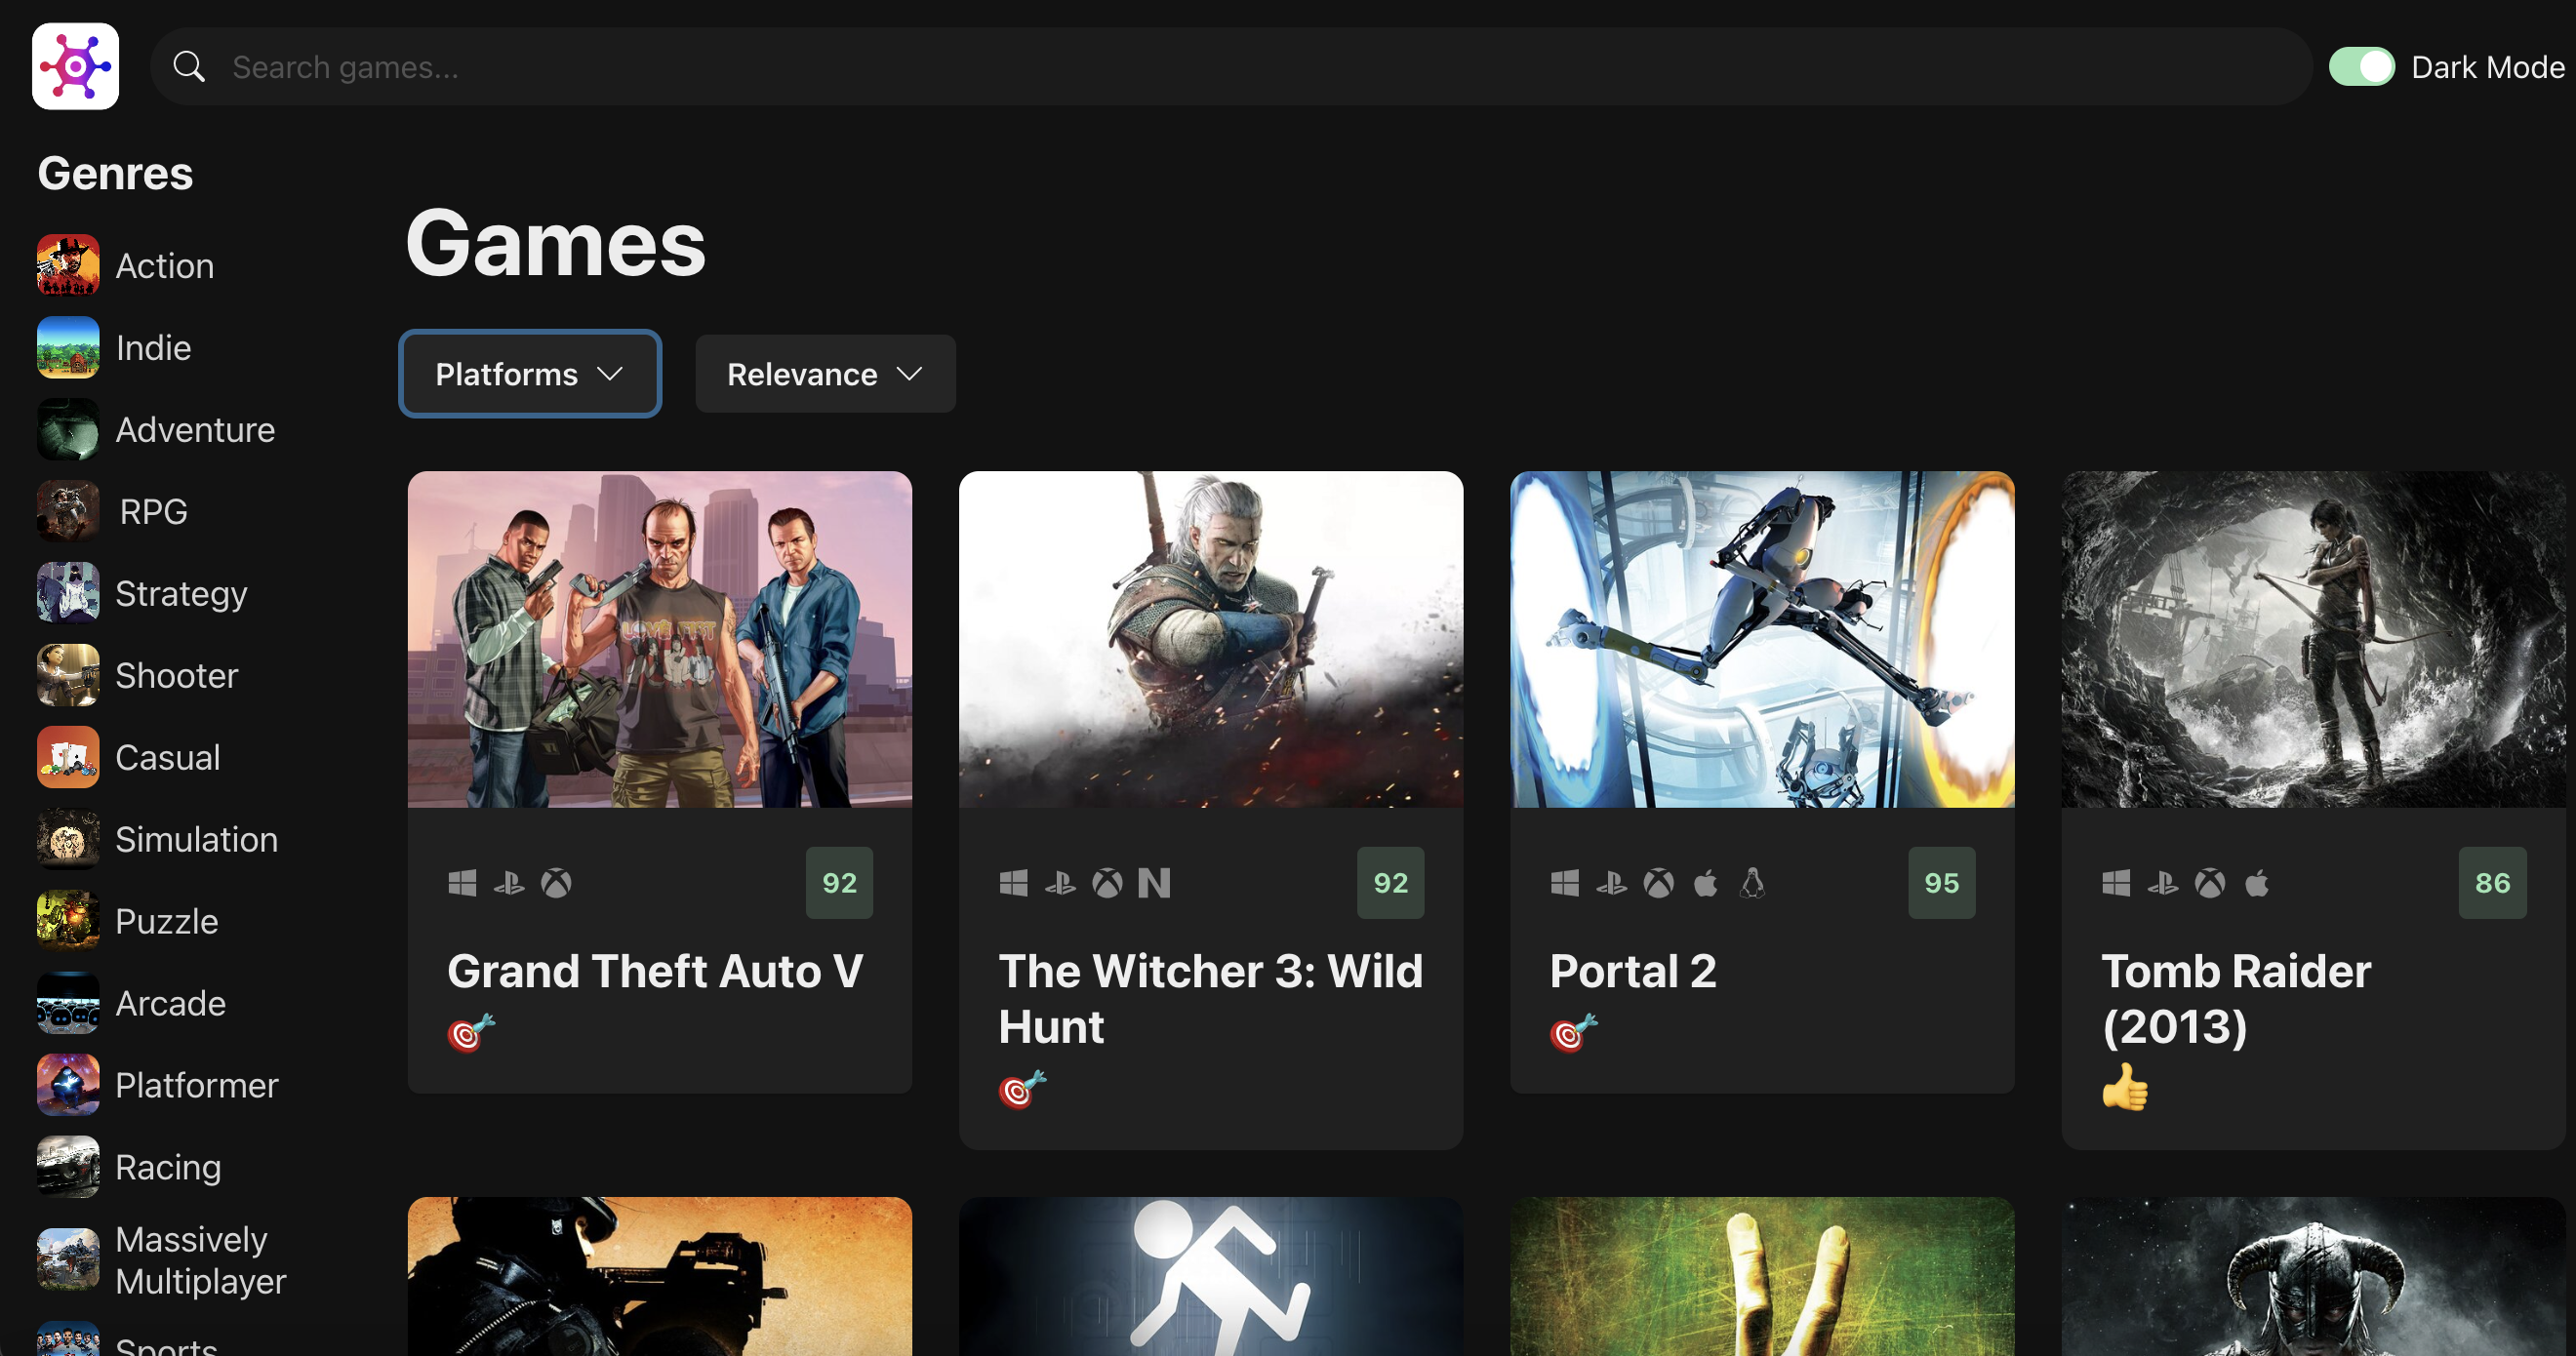 Search games...
Dark Mode
Genres
Action
Indie
Adventure
RPG
Strategy
Shooter
Casual
Simulation
Puzzle
Arcade
Platformer
Racing
Massively
Multiplayer
Sports
Games
Platforms
Relevance
LOVE FIST
92
Grand Theft Auto V
N
92
The Witcher 3: Wild
Hunt
95
Portal 2
86
Tomb Raider
(2013)